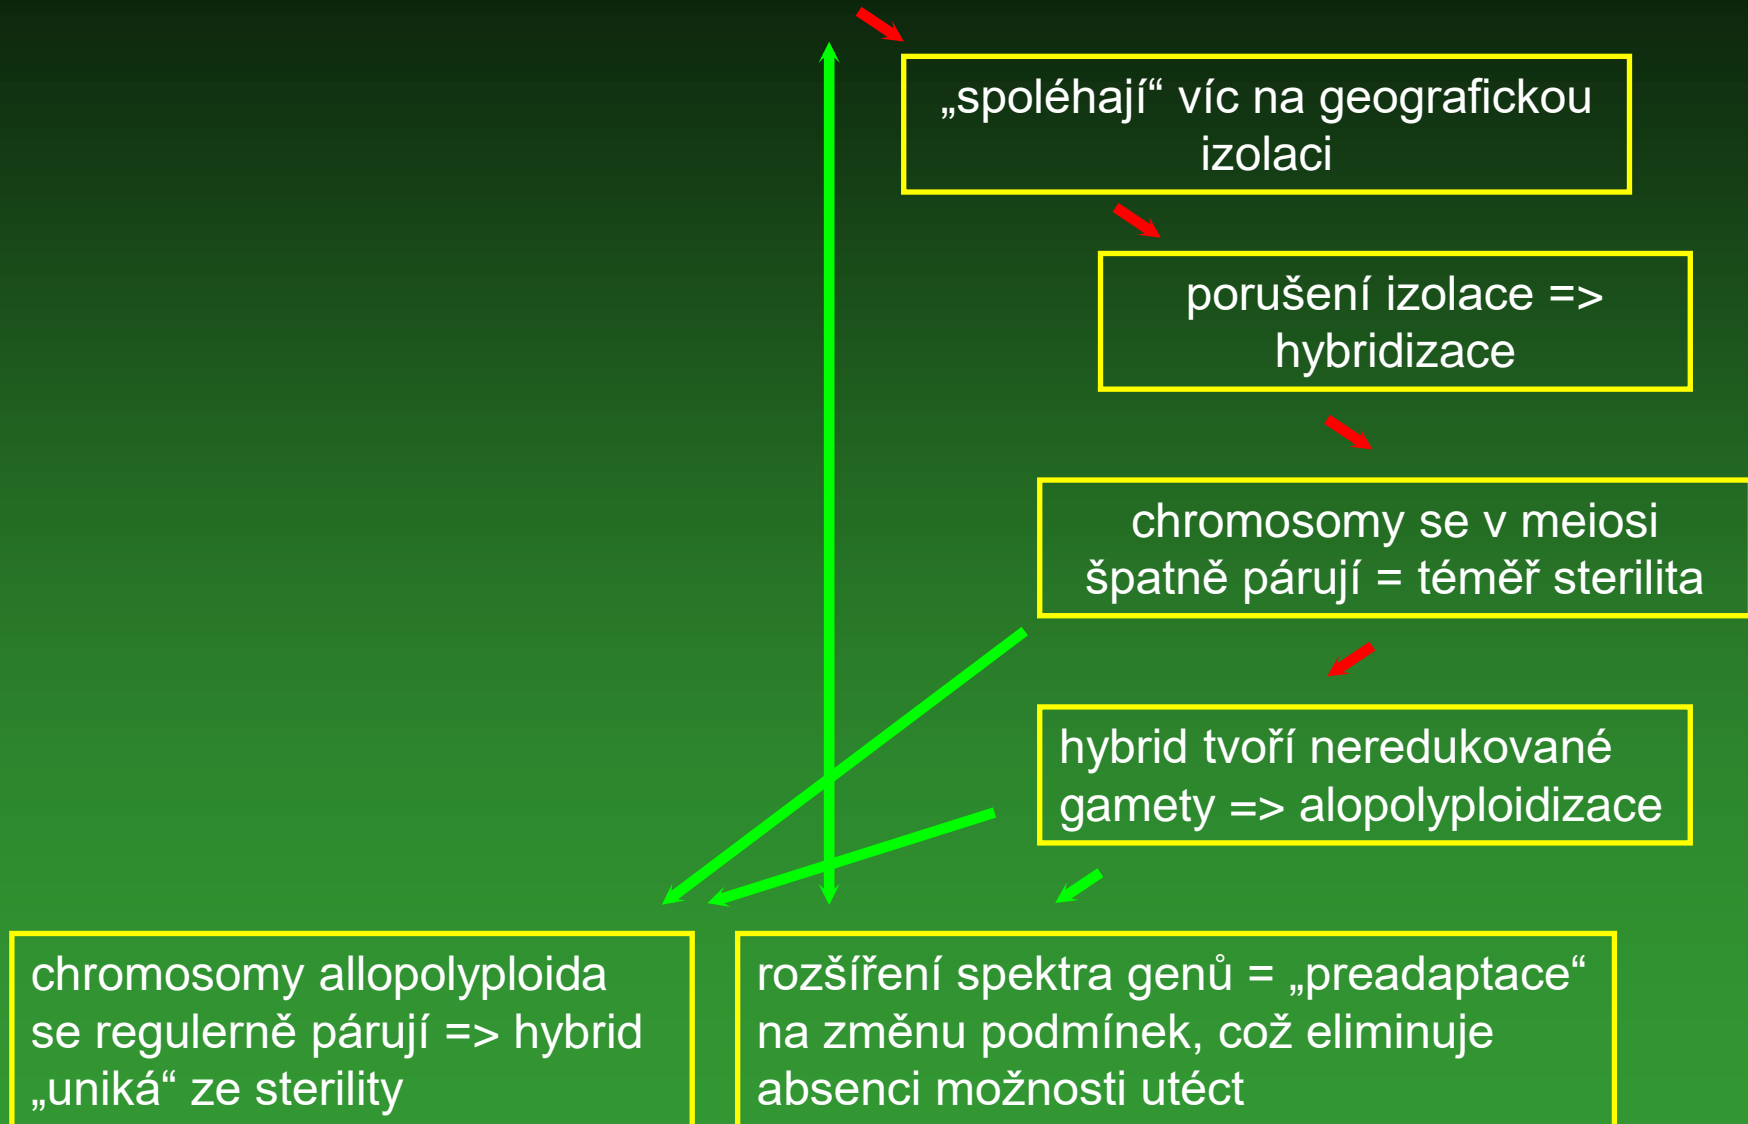 „spoléhají“ víc na geografickou
izolaci
porušení izolace =>
hybridizace
chromosomy se v meiosi
špatně párují = téměř sterilita
hybrid tvoří neredukované
gamety => alopolyploidizace
chromosomy allopolyploida
se regulerně párují => hybrid
„uniká“ ze sterility
rozšíření spektra genů = „preadaptace“
na změnu podmínek, což eliminuje
absenci možnosti utéct